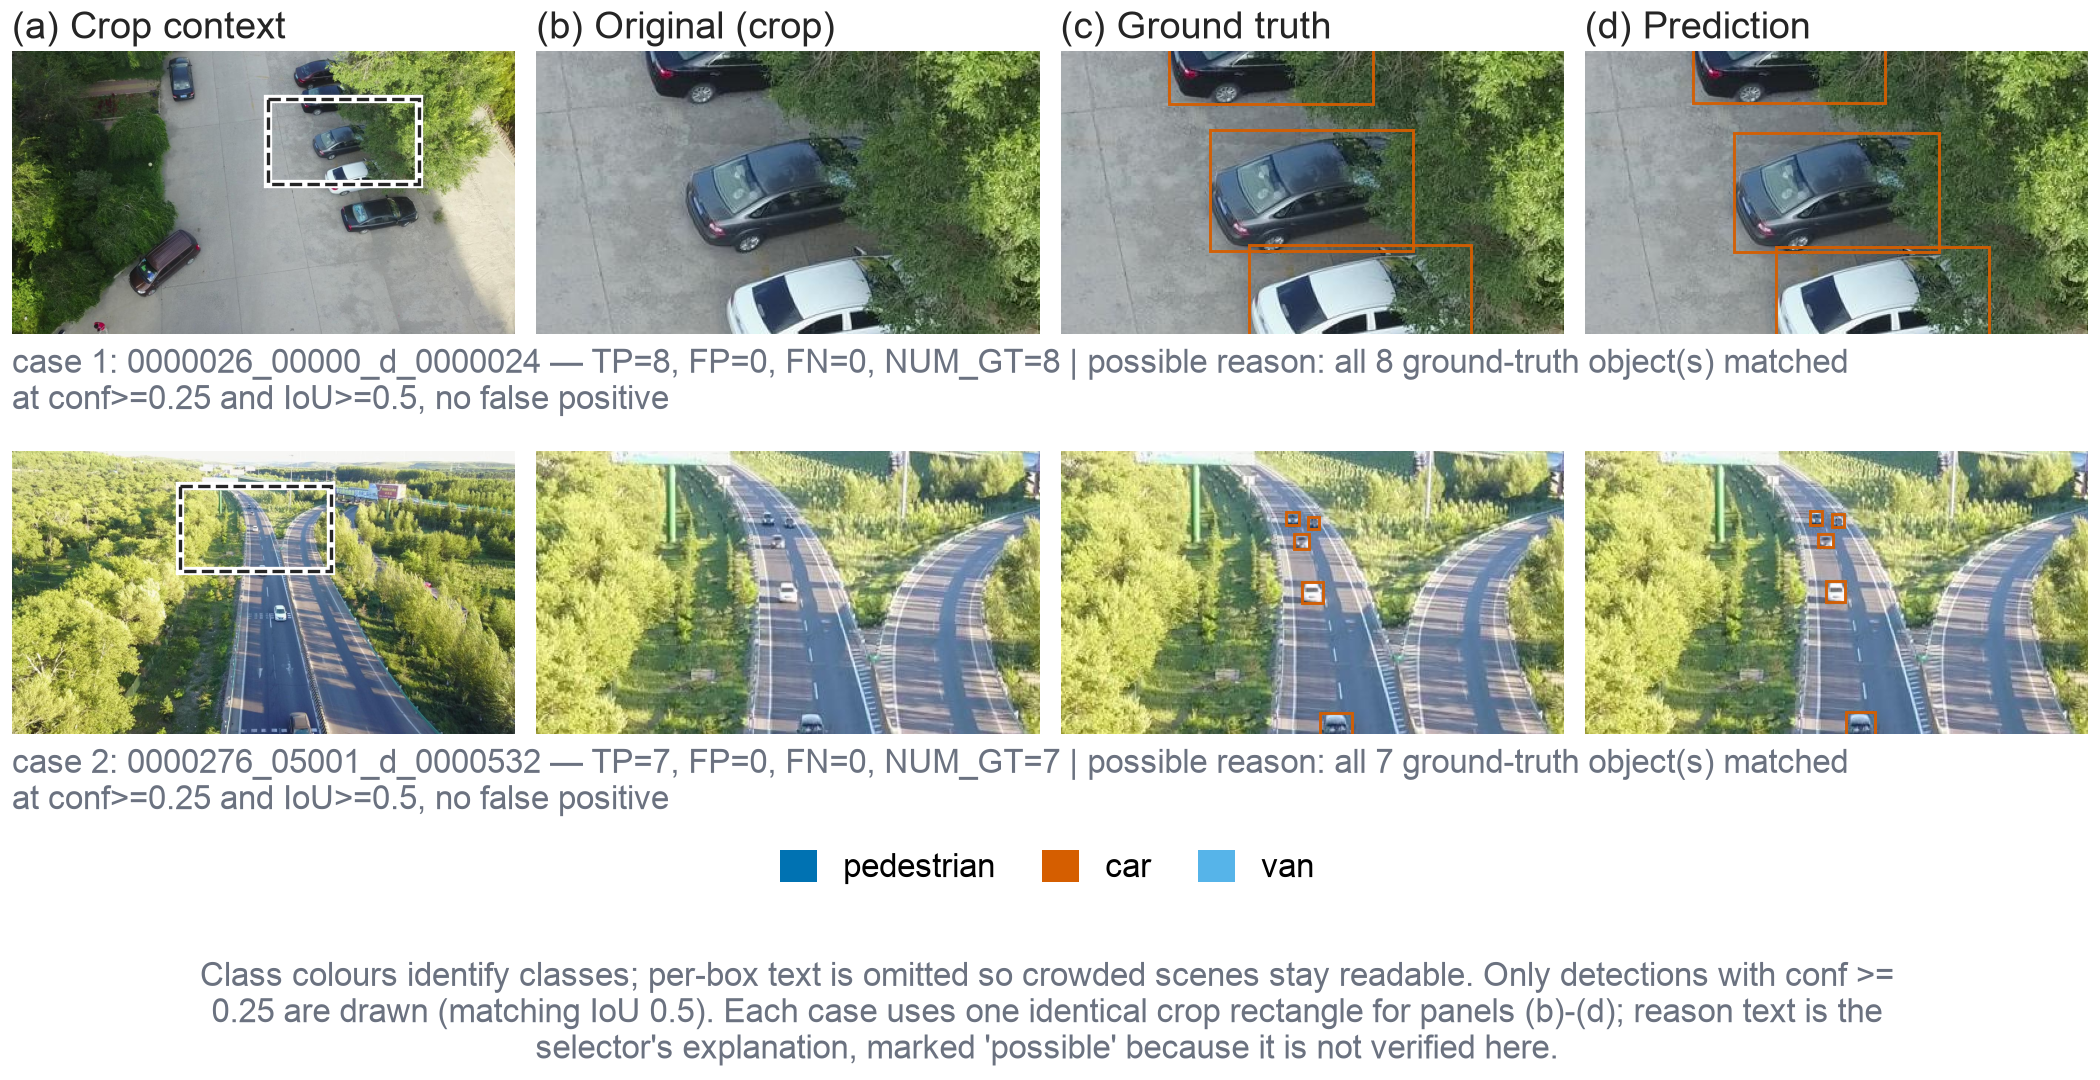 (a) Crop context
(b) Original (crop)
(c) Ground truth
(d) Prediction
case 1: 0000026_00000_d_0000024 — TP=8, FP=0, FN=0, NUM_GT=8 | possible reason: all 8 ground-truth object(s) matched
at conf>=0.25 and IoU>=0.5, no false positive
case 2: 0000276_05001_d_0000532 — TP=7, FP=0, FN=0, NUM_GT=7 | possible reason: all 7 ground-truth object(s) matched
at conf>=0.25 and IoU>=0.5, no false positive
pedestrian
car
van
Class colours identify classes; per-box text is omitted so crowded scenes stay readable. Only detections with conf >=
0.25 are drawn (matching IoU 0.5). Each case uses one identical crop rectangle for panels (b)-(d); reason text is the
selector's explanation, marked 'possible' because it is not verified here.